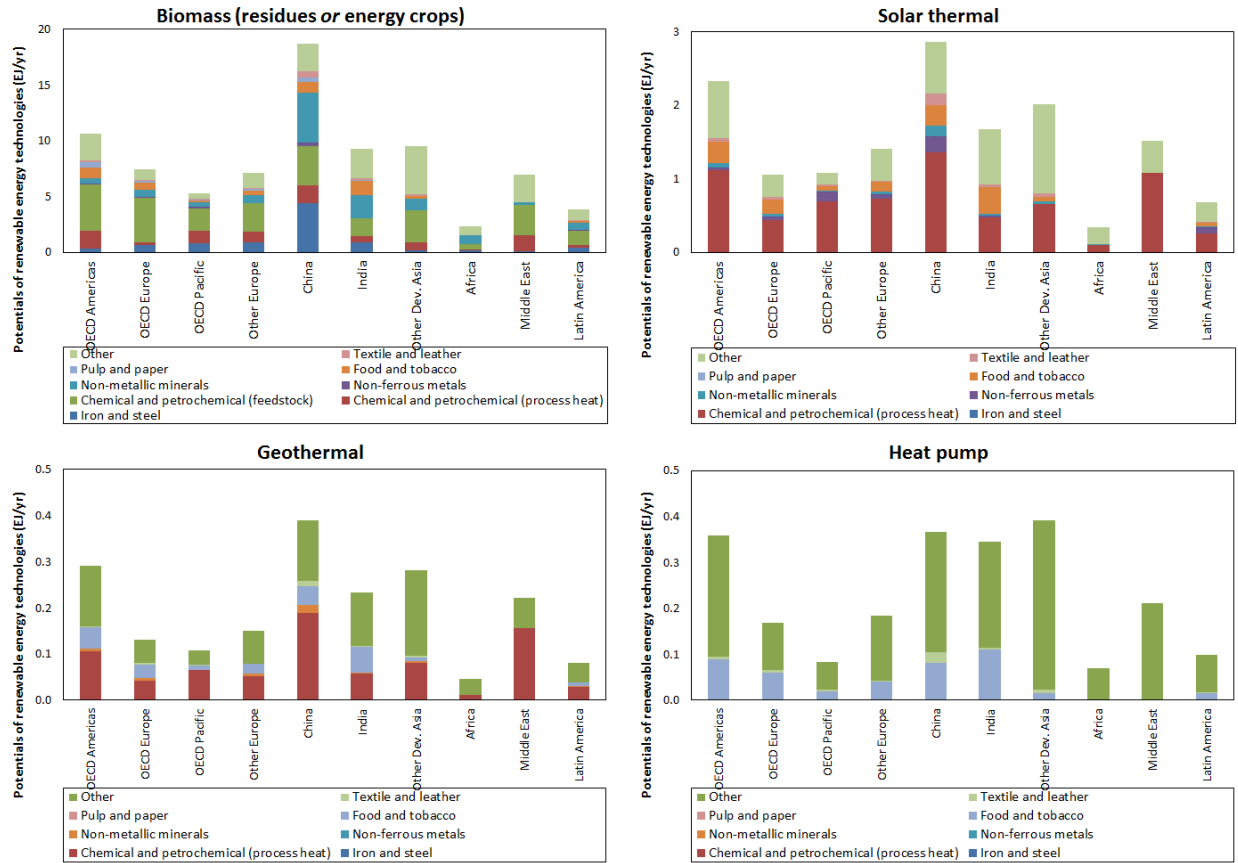 Biomass (residues or energy crops)
Potentials of renewable energy technologies (EJ/yr)
20
15
10
5
0
OECD Americas
OECD Europe
OECD Pacific
Other Europe
China
India
Other Dev. Asia
Africa
Middle East
Latin America
Other
Textile and leather
Pulp and paper
Food and tobacco
Non-metallic minerals
Non-ferrous metals
Chemical and petrochemical (feedstock)
Chemical and petrochemical (process heat)
Iron and steel
Solar thermal
Potentials of renewable energy technologies (EJ/yr)
3
2
1
0
OECD Americas
OECD Europe
OECD Pacific
Other Europe
China
India
Other Dev. Asia
Africa
Middle East
Latin America
Other
Textile and leather
Pulp and paper
Food and tobacco
Non-metallic minerals
Non-ferrous metals
Chemical and petrochemical (process heat)
Iron and steel
Geothermal
Potentials of renewable energy technologies (EJ/yr)
0.5
0.4
0.3
0.2
0.1
0.0
OECD Americas
OECD Europe
OECD Pacific
Other Europe
China
India
Other Dev. Asia
Africa
Middle East
Latin America
Other
Textile and leather
Pulp and paper
Food and tobacco
Non-metallic minerals
Non-ferrous metals
Chemical and petrochemical (process heat)
Iron and steel
Heat pump
Potentials of renewable energy technologies (EJ/yr)
0.5
0.4
0.3
0.2
0.1
0.0
OECD Americas
OECD Europe
OECD Pacific
Other Europe
China
India
Other Dev. Asia
Africa
Middle East
Latin America
Other
Textile and leather
Pulp and paper
Food and tobacco
Non-metallic minerals
Non-ferrous metals
Chemical and petrochemical (process heat)
Iron and steel